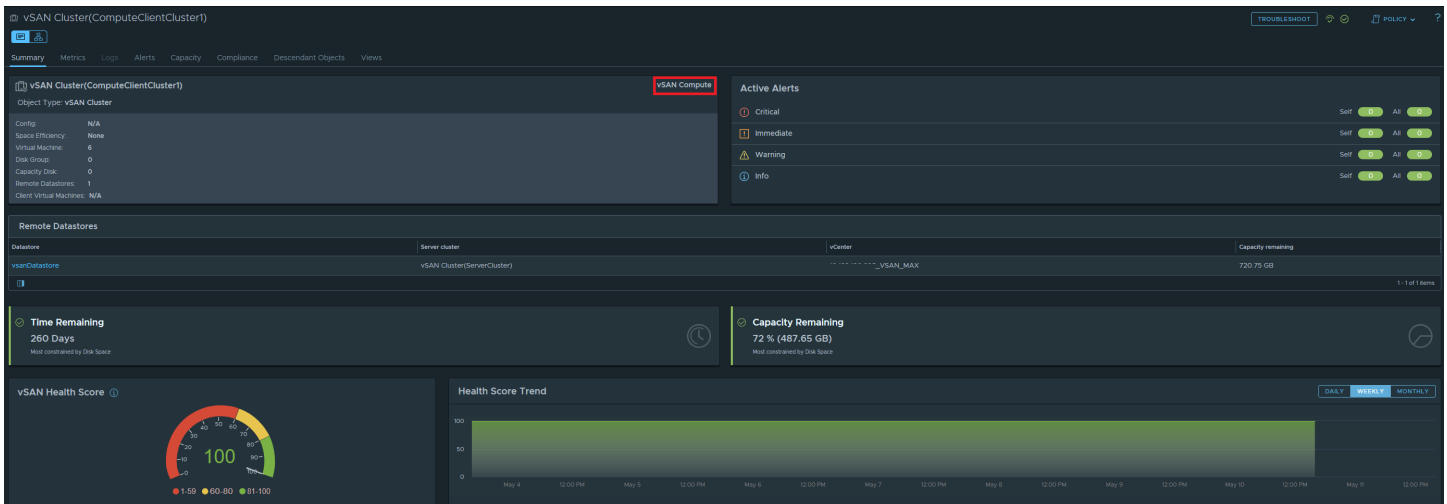 vSAN Cluster(ComputeClientCluster1)
TROUBLESHOOT
POLICY
?
Summary Metrics Logs Alerts Capacity Compliance Descendant Objects Views
vSAN Cluster(ComputeClientCluster1)
vSAN Compute
Object Type: vSAN Cluster
Config: N/A
Space Efficiency: None
Virtual Machine: 6
Disk Group: 0
Capacity Disk: 0
Remote Datastores: 1
Client Virtual Machines: N/A
Active Alerts
Critical Self 0 All 0
Immediate Self 0 All 0
Warning Self 0 All 0
Info Self 0 All 0
Remote Datastores
Datastore Server cluster vCenter Capacity remaining
vsanDatastore vSAN Cluster(ServerCluster) _VSAN_MAX 720.75 GB
1 - 1 of 1 items
Time Remaining
260 Days
Most constrained by Disk Space
Capacity Remaining
72 % (487.65 GB)
Most constrained by Disk Space
vSAN Health Score
0 10 20 30 40 50 60 70 80 90 100
100
1-59 60-80 81-100
Health Score Trend
DAILY WEEKLY MONTHLY
100
50
0
May 4 12:00 PM May 5 12:00 PM May 6 12:00 PM May 7 12:00 PM May 8 12:00 PM May 9 12:00 PM May 10 12:00 PM May 11 12:00 PM